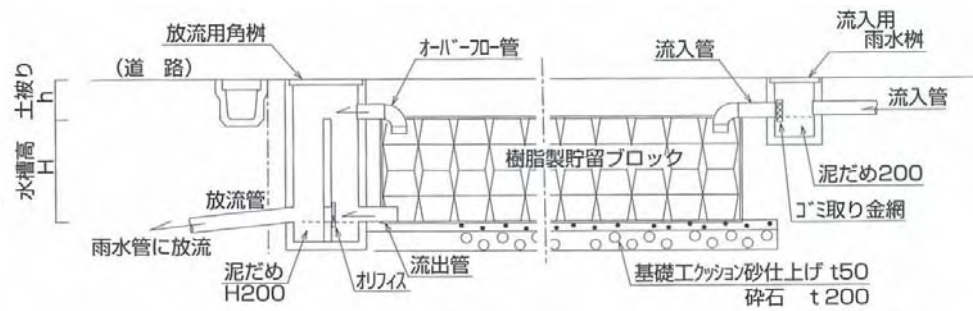 放流用角桝
オーバーフロー管
流入管
流入用
雨水桝
(道 路)
土被り
h
流入管
水槽高
H
樹脂製貯留ブロック
放流管
泥だめ200
ゴミ取り金網
雨水管に放流
泥だめ
H200
オリフィス
流出管
基礎工クッション砂仕上げ t50
砕石 t200